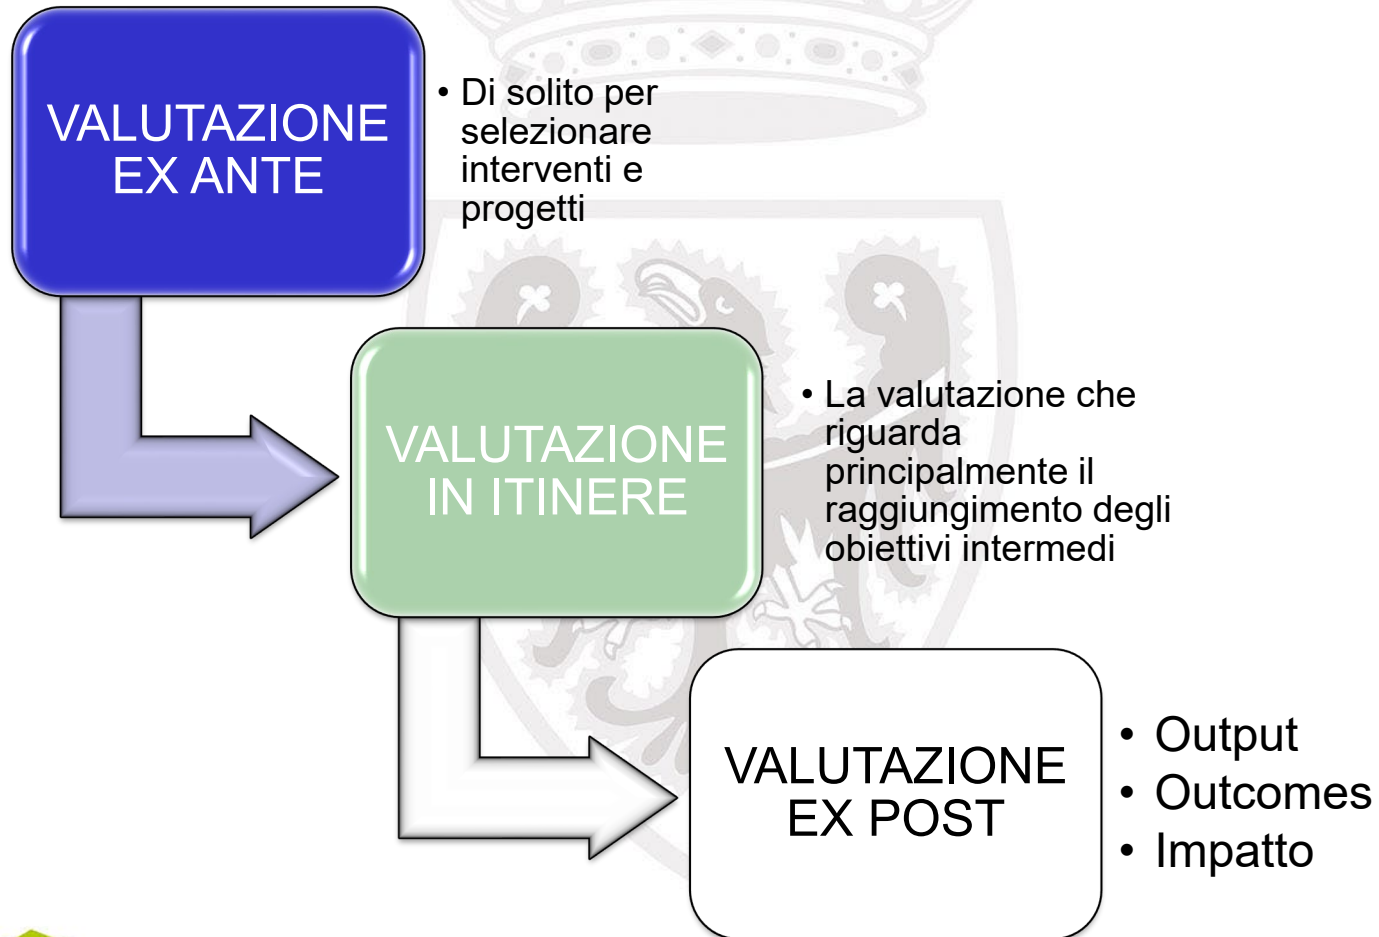 VALUTAZIONE
EX ANTE
• Di solito per
selezionare
interventi e
progetti
VALUTAZIONE
IN ITINERE
• La valutazione che
riguarda
principalmente il
raggiungimento degli
obiettivi intermedi
VALUTAZIONE
EX POST
• Output
• Outcomes
• Impatto